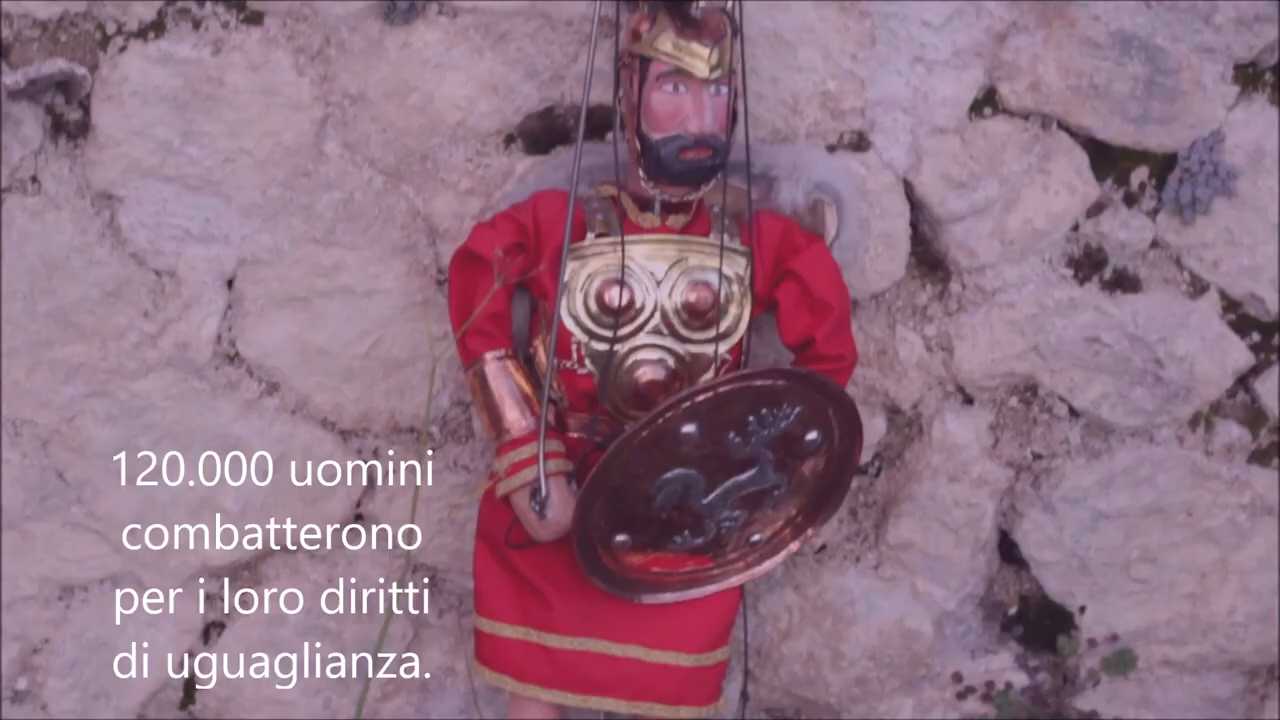 120.000 uomini
combatterono
per i loro diritti
di uguaglianza.